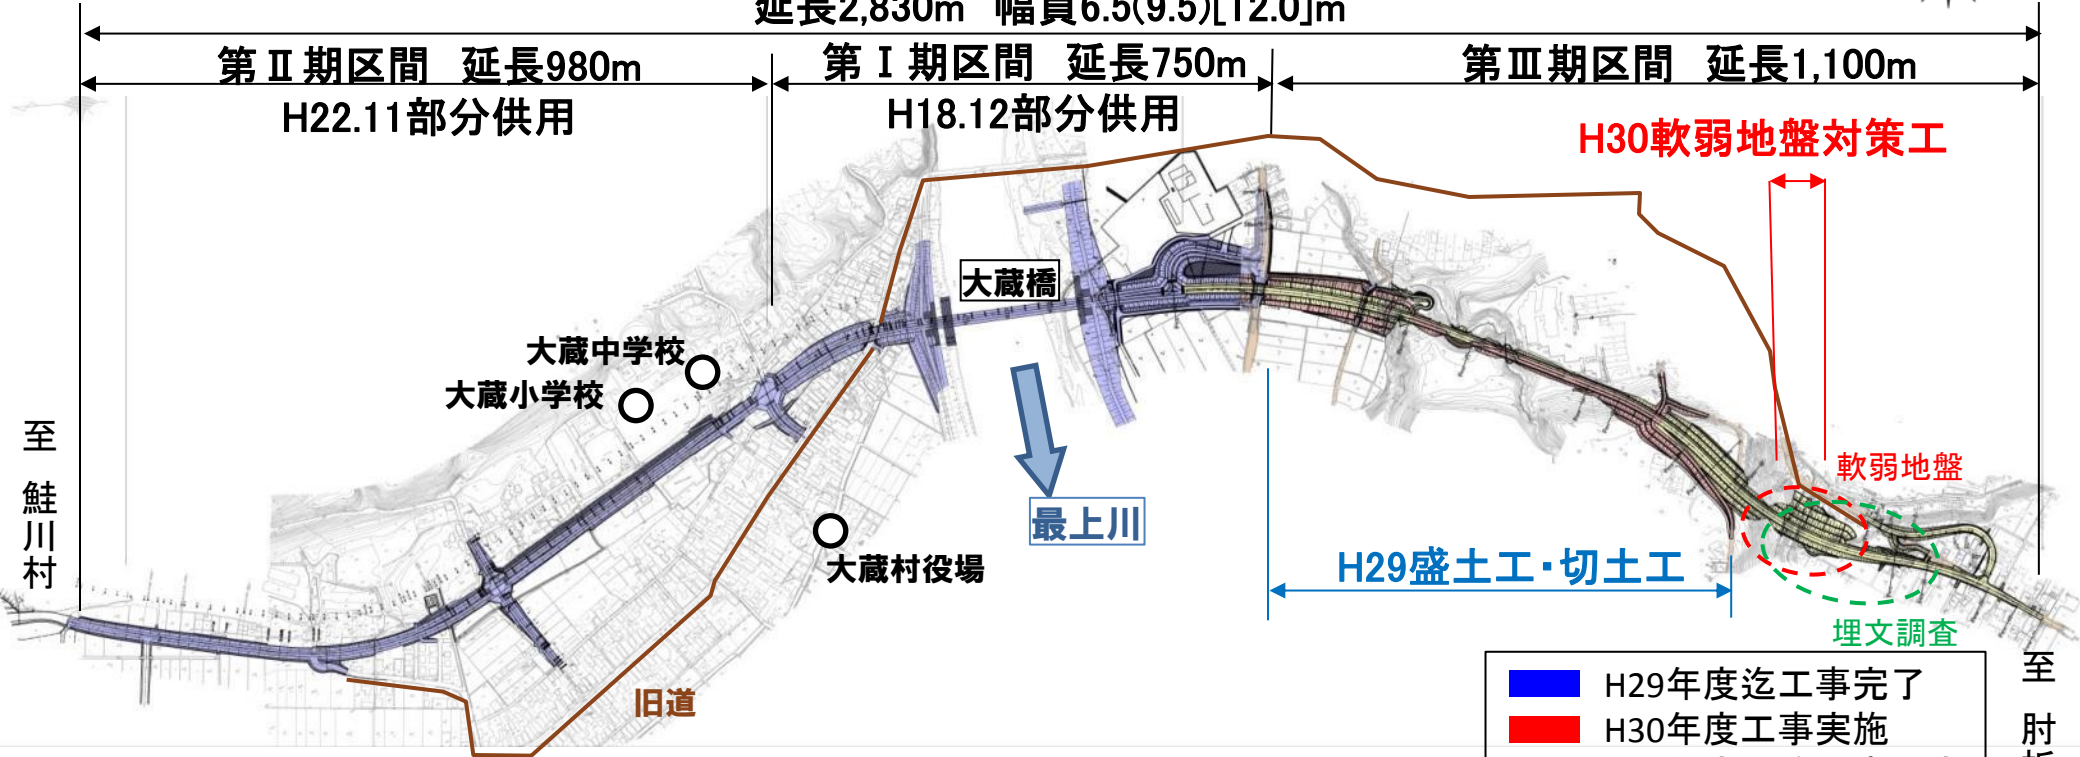 延長2,830m 幅員6.5(9.5)[12.0]m
第Ⅱ期区間 延長980m
H22.11部分供用
第Ⅰ期区間 延長750m
H18.12部分供用
第Ⅲ期区間 延長1,100m
H30軟弱地盤対策工
大蔵橋
大蔵中学校
大蔵小学校
至 鮭川村
軟弱地盤
最上川
大蔵村役場
H29盛土工・切土工
埋文調査
旧道
H29年度迄工事完了
H30年度工事実施
至 肘